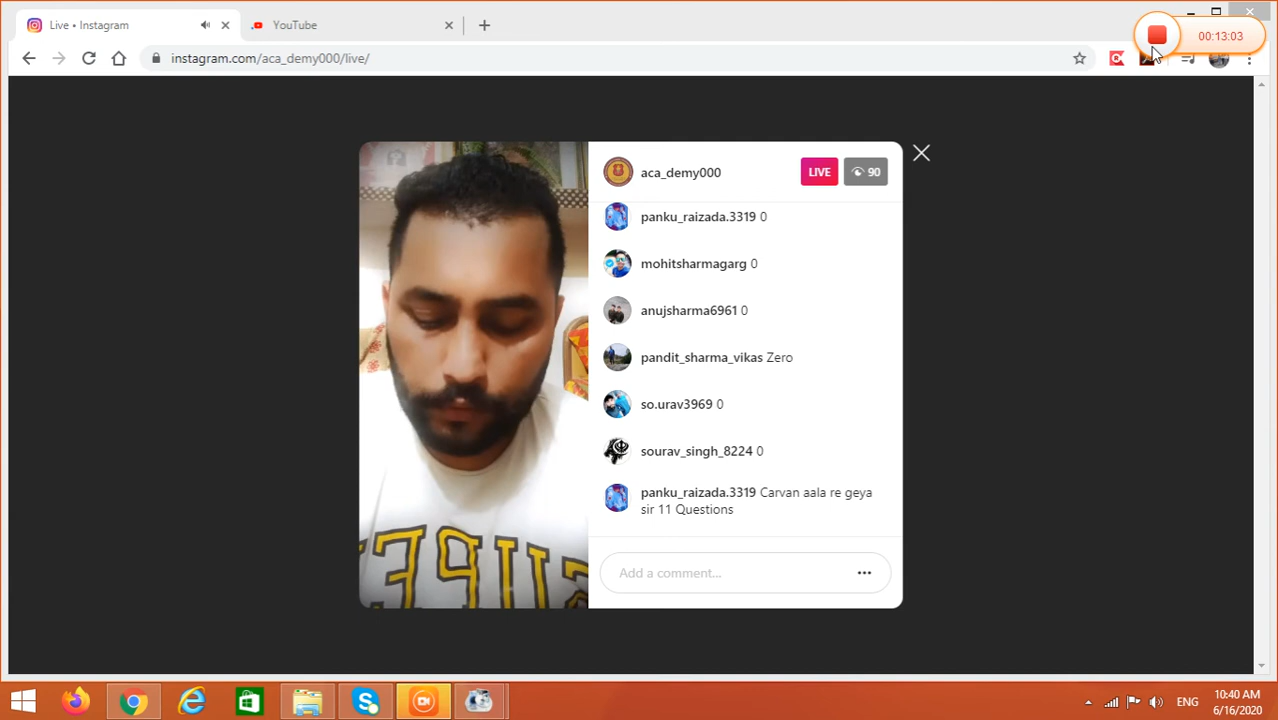 Live • Instagram
YouTube
00:13:03
instagram.com/aca_demy000/live/
aca_demy000
LIVE
90
panku_raizada.3319 0
mohitsharmagarg 0
anujsharma6961 0
pandit_sharma_vikas Zero
so.urav3969 0
sourav_singh_8224 0
panku_raizada.3319 Carvan aala re geya
sir 11 Questions
Add a comment...
ENG
10:40 AM
6/16/2020